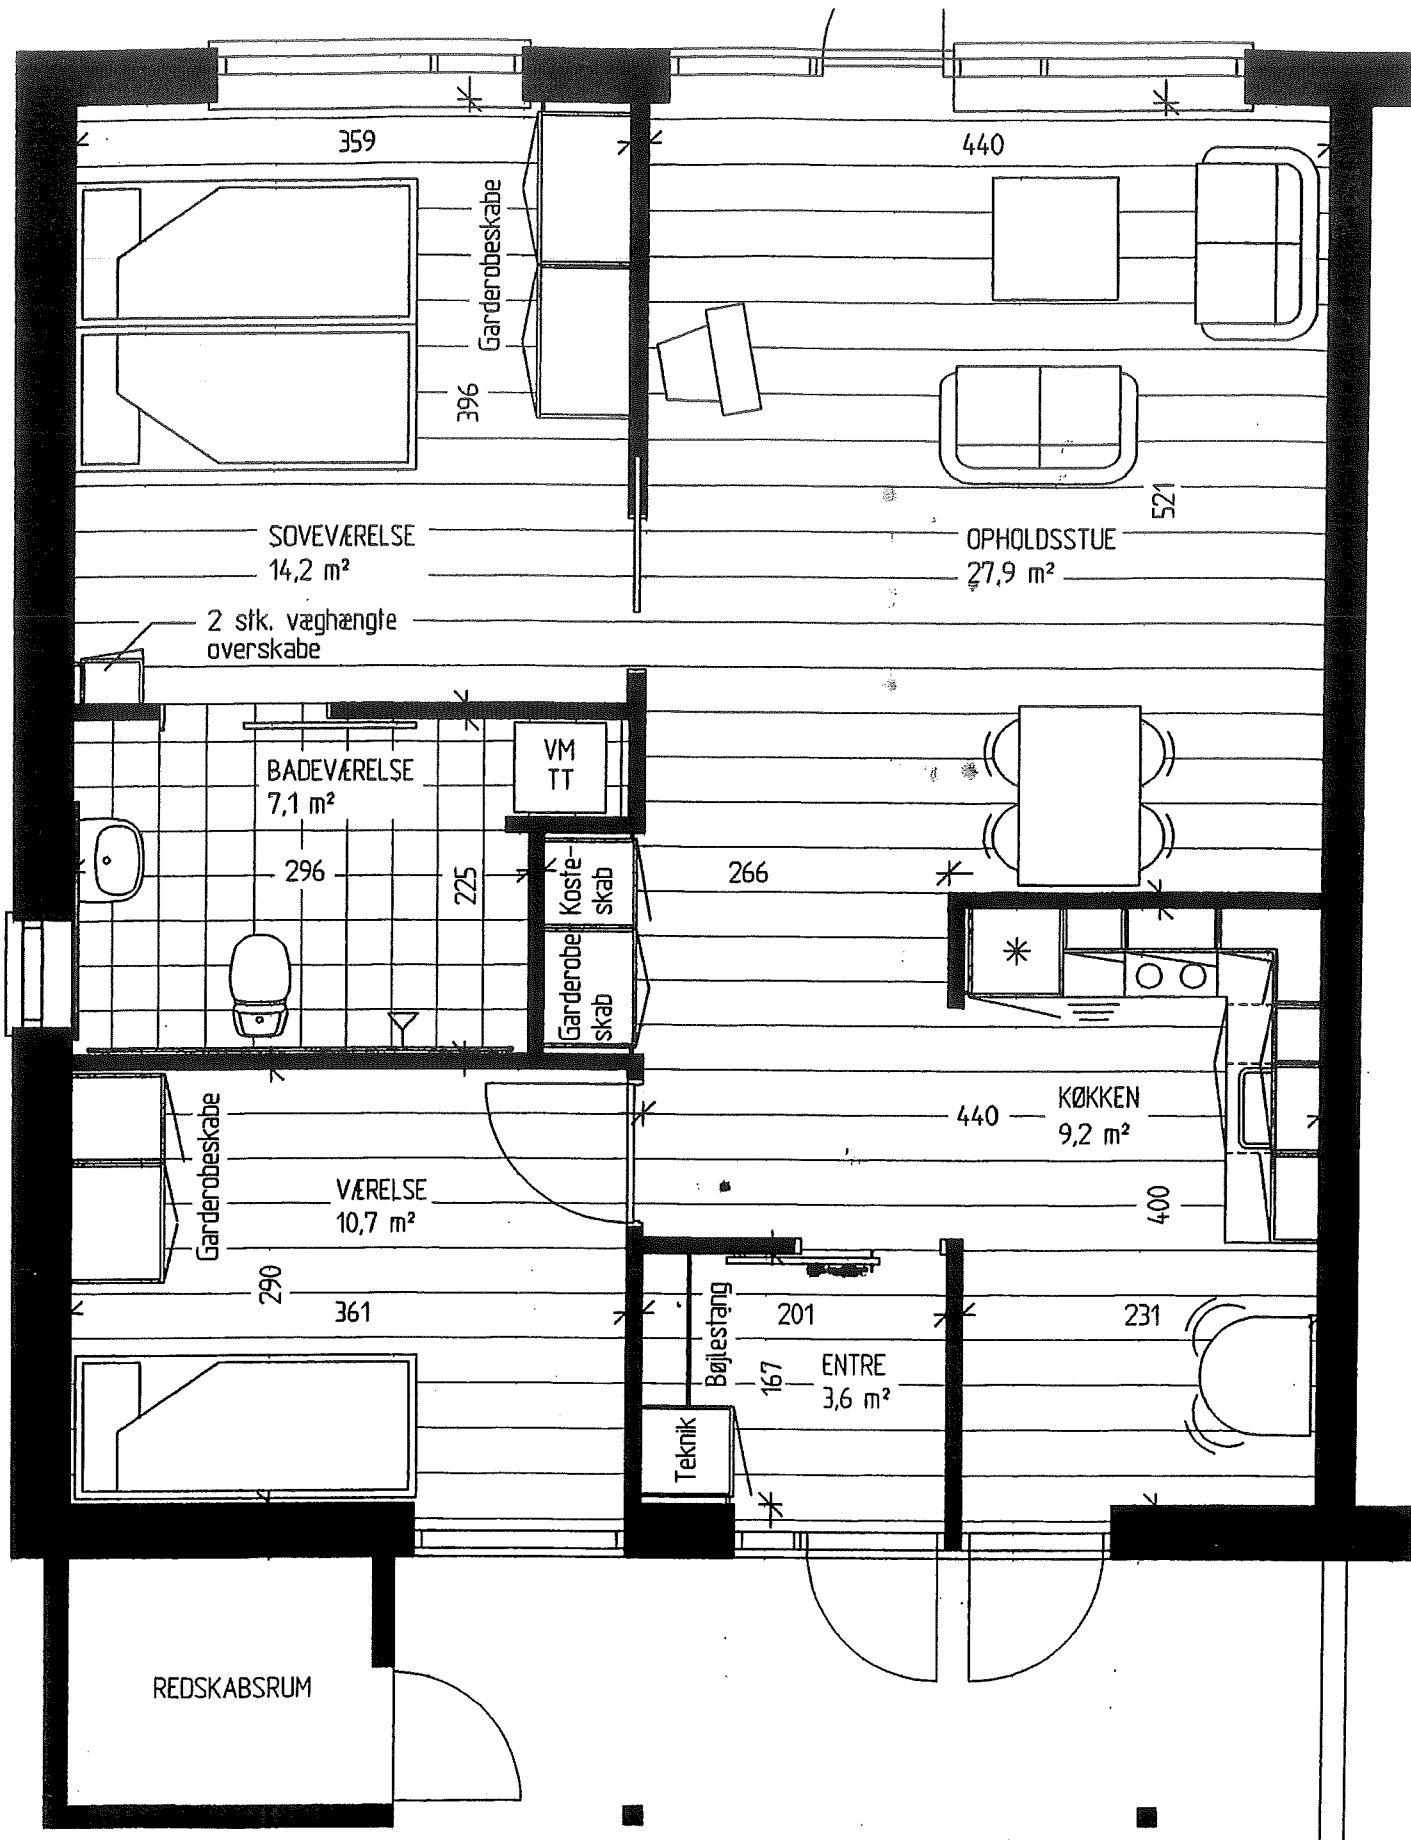 359
440
Garderobeskabe
396
521
SOVEVÆRELSE
14,2 m²
OPHOLDSSTUE
27,9 m²
2 stk. væghængte
overskabe
VM
TT
BADEVÆRELSE
7,1 m²
296
225
Koste-
skab
266
Garderobe
skab
Garderobeskabe
VÆRELSE
10,7 m²
440
KØKKEN
9,2 m²
400
290
361
Bøjlestang
201
231
167
ENTRE
3,6 m²
Teknik
REDSKABSRUM